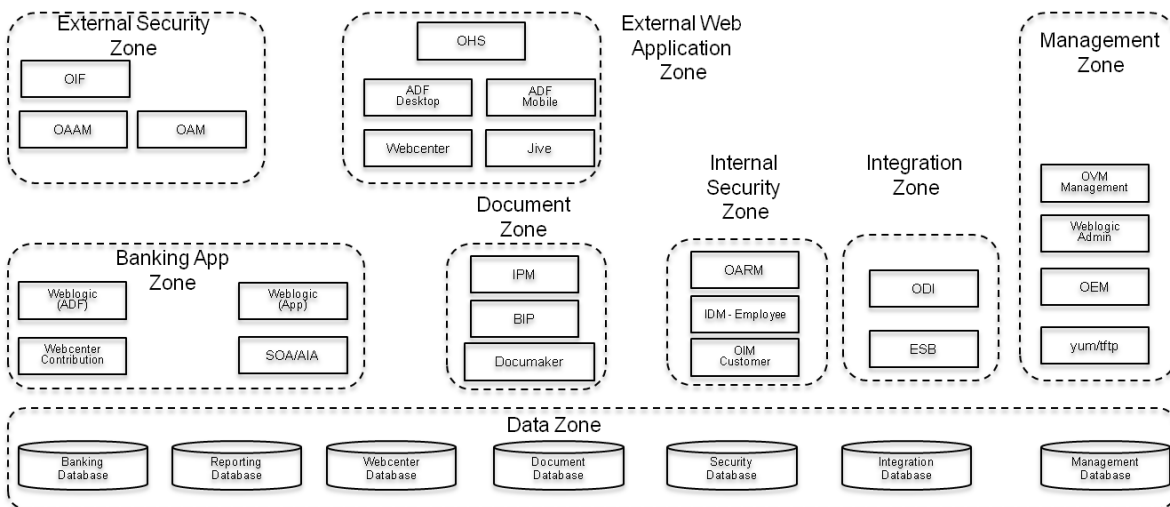 External Security
Zone
OIF
OAAM
OAM
OHS
ADF
Desktop
ADF
Mobile
Webcenter
Jive
External Web
Application
Zone
Management
Zone
OVM
Management
Weblogic
Admin
OEM
yum/tftp
Banking App
Zone
Weblogic
(ADF)
Weblogic
(App)
Webcenter
Contribution
SOA/AIA
Document
Zone
IPM
BIP
Documaker
Internal
Security
Zone
OARM
IDM - Employee
OIM
Customer
Integration
Zone
ODI
ESB
Data Zone
Banking
Database
Reporting
Database
Webcenter
Database
Document
Database
Security
Database
Integration
Database
Management
Database